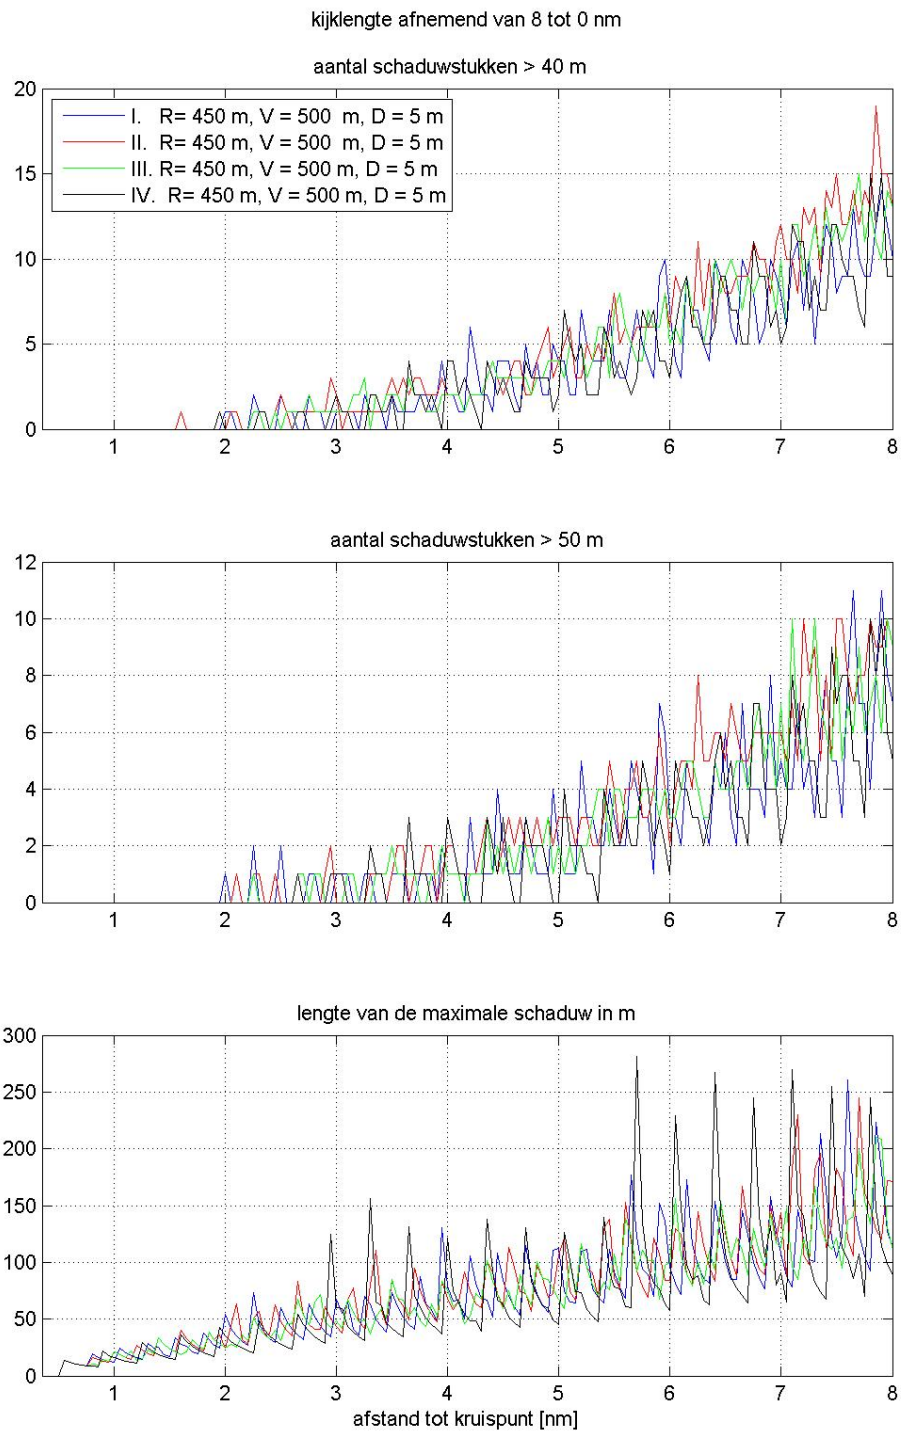 kijklengte afnemend van 8 tot 0 nm
aantal schaduwstukken > 40 m
20
15
10
5
0
I. R= 450 m, V = 500 m, D = 5 m
II. R= 450 m, V = 500 m, D = 5 m
III. R= 450 m, V = 500 m, D = 5 m
IV. R= 450 m, V = 500 m, D = 5 m
1 2 3 4 5 6 7 8
aantal schaduwstukken > 50 m
12
10
8
6
4
2
0
1 2 3 4 5 6 7 8
lengte van de maximale schaduw in m
300
250
200
150
100
50
0
1 2 3 4 5 6 7 8
afstand tot kruispunt [nm]